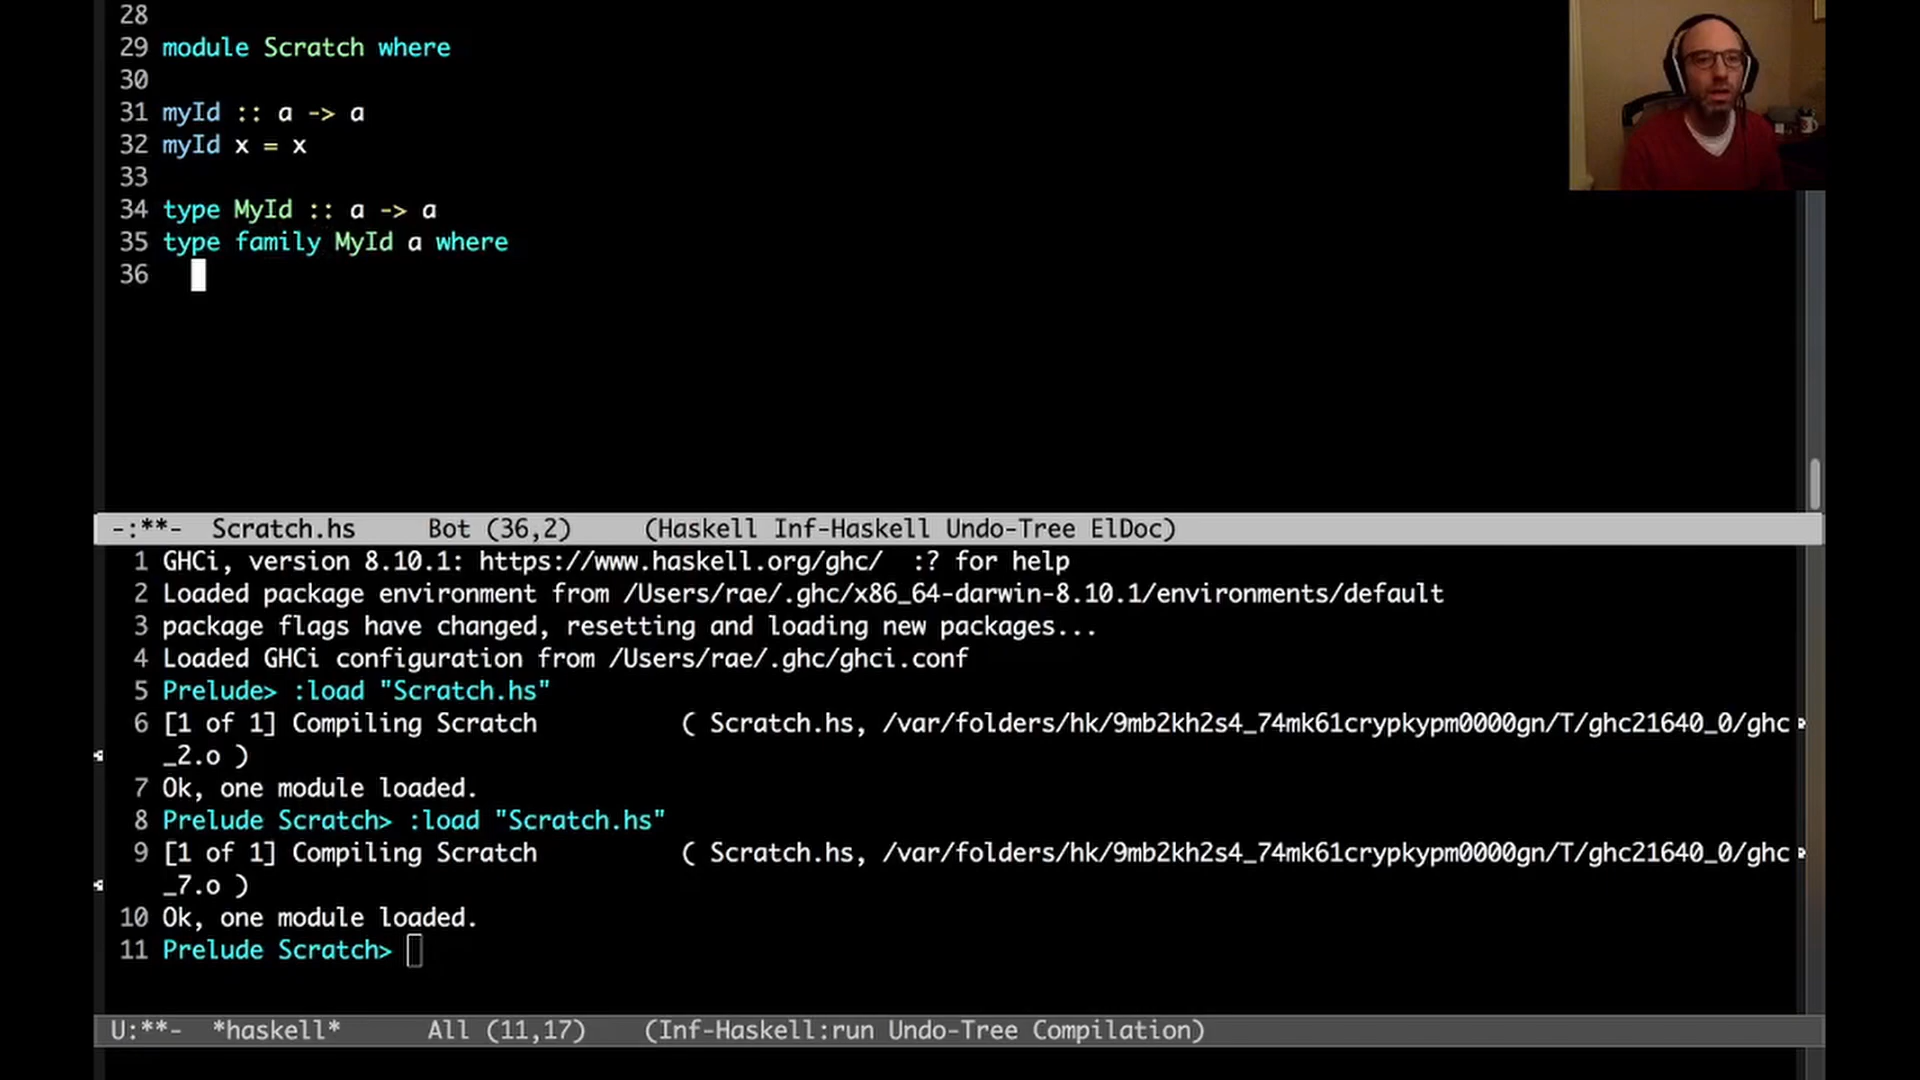 28
29 module Scratch where
30
31 myId :: a -> a
32 myId x = x
33
34 type MyId :: a -> a
35 type family MyId a where
36
-:**-  Scratch.hs     Bot (36,2)     (Haskell Inf-Haskell Undo-Tree ElDoc)
1 GHCi, version 8.10.1: https://www.haskell.org/ghc/  :? for help
2 Loaded package environment from /Users/rae/.ghc/x86_64-darwin-8.10.1/environments/default
3 package flags have changed, resetting and loading new packages...
4 Loaded GHCi configuration from /Users/rae/.ghc/ghci.conf
5 Prelude> :load "Scratch.hs"
6 [1 of 1] Compiling Scratch          ( Scratch.hs, /var/folders/hk/9mb2kh2s4_74mk61crypkypm0000gn/T/ghc21640_0/ghc
_2.o )
7 Ok, one module loaded.
8 Prelude Scratch> :load "Scratch.hs"
9 [1 of 1] Compiling Scratch          ( Scratch.hs, /var/folders/hk/9mb2kh2s4_74mk61crypkypm0000gn/T/ghc21640_0/ghc
_7.o )
10 Ok, one module loaded.
11 Prelude Scratch>
U:**-  *haskell*      All (11,17)    (Inf-Haskell:run Undo-Tree Compilation)